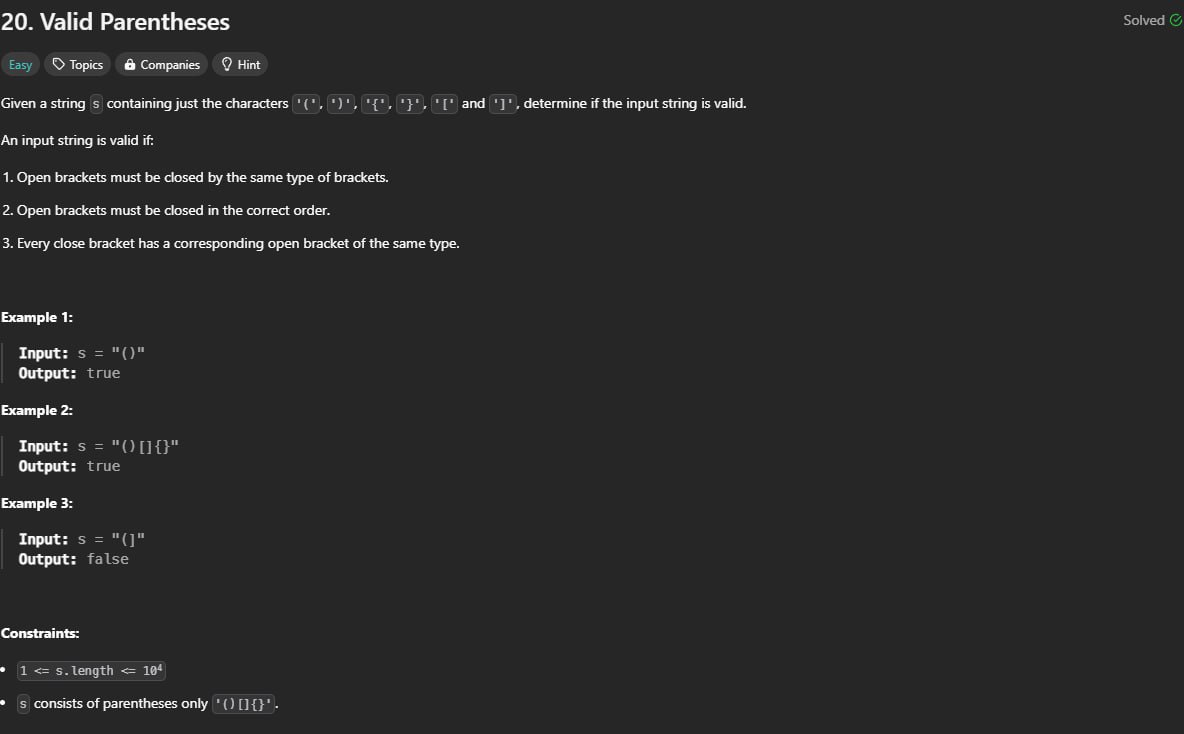 20. Valid Parentheses
Solved
Easy Topics Companies Hint
Given a string s containing just the characters '(', ')', '{', '}', '[' and ']', determine if the input string is valid.
An input string is valid if:
1. Open brackets must be closed by the same type of brackets.
2. Open brackets must be closed in the correct order.
3. Every close bracket has a corresponding open bracket of the same type.
Example 1:
Input: s = "()"
Output: true
Example 2:
Input: s = "()[]{}"
Output: true
Example 3:
Input: s = "(]"
Output: false
Constraints:
• 1 <= s.length <= 10⁴
• s consists of parentheses only '()[]{}'.